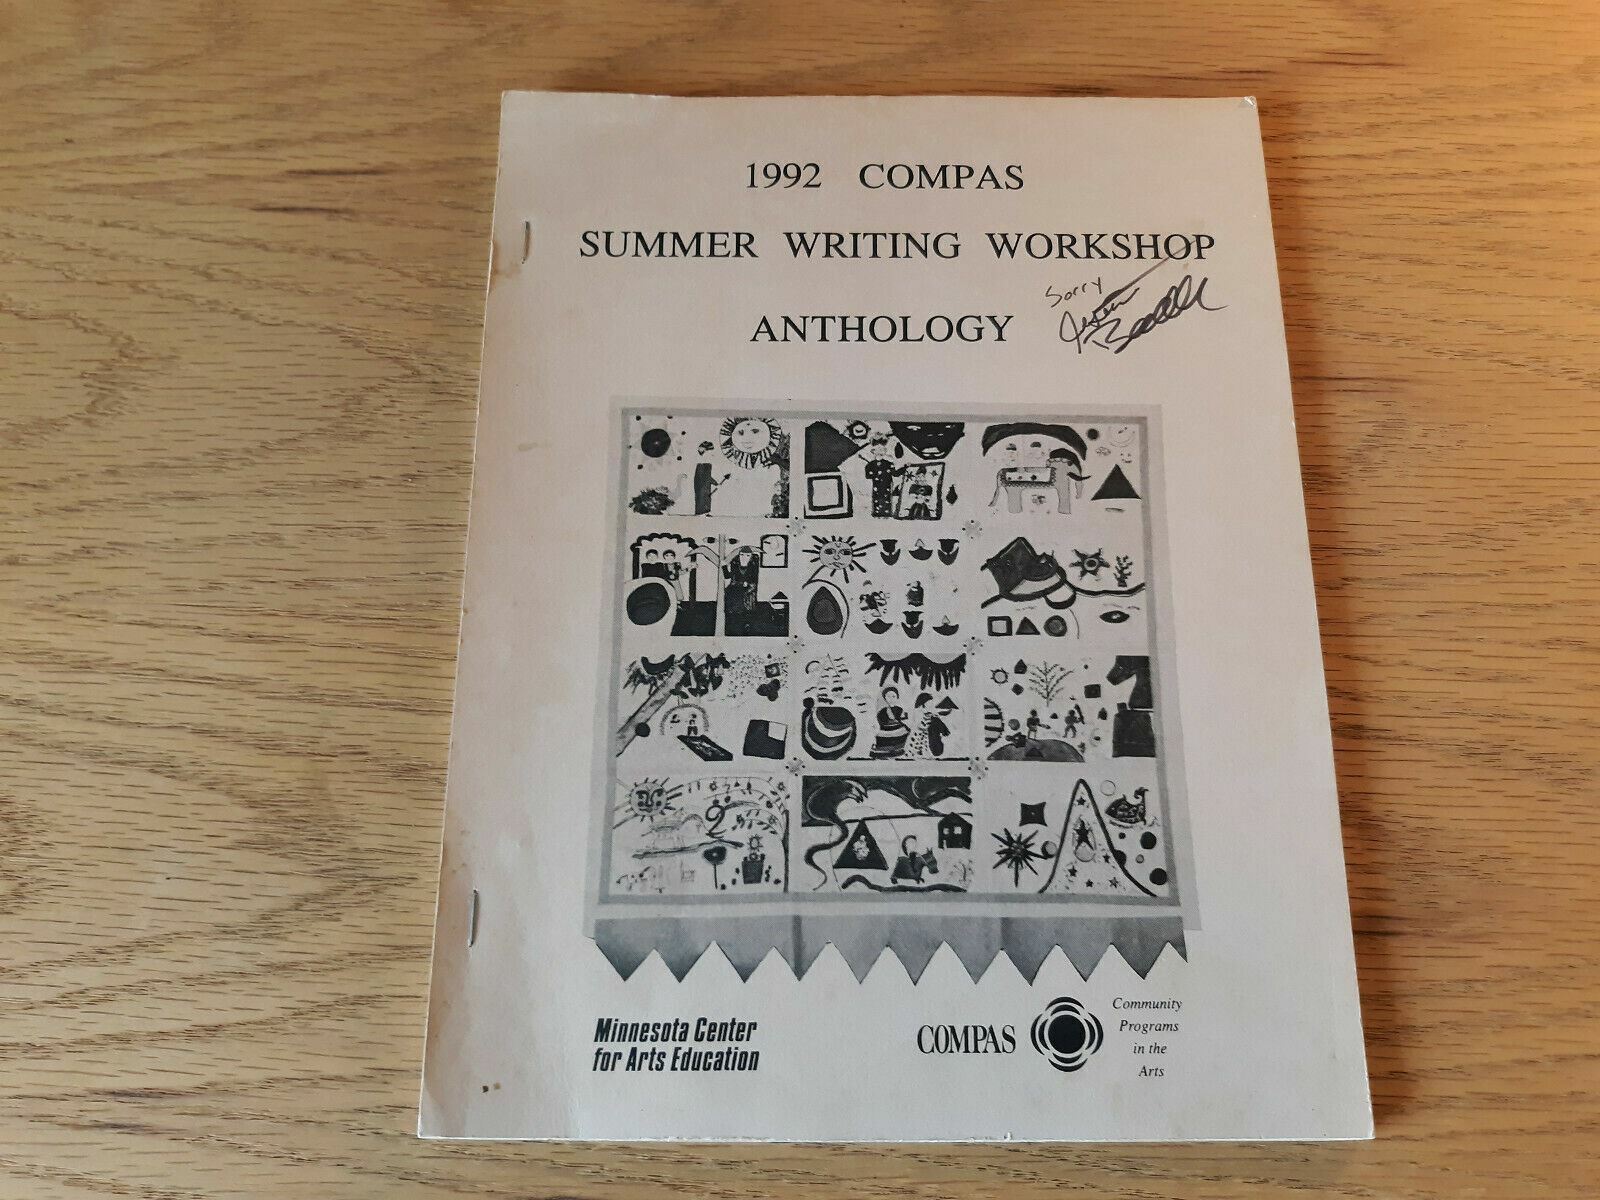 1992 COMPAS
SUMMER WRITING WORKSHOP
ANTHOLOGY
Sorry
Minnesota Center
for Arts Education
COMPAS
Community
Programs
in the
Arts